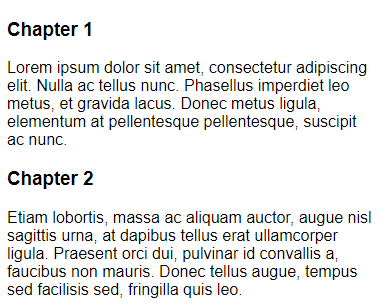 Chapter 1
Lorem ipsum dolor sit amet, consectetur adipiscing
elit. Nulla ac tellus nunc. Phasellus imperdiet leo
metus, et gravida lacus. Donec metus ligula,
elementum at pellentesque pellentesque, suscipit
ac nunc.
Chapter 2
Etiam lobortis, massa ac aliquam auctor, augue nisl
sagittis urna, at dapibus tellus erat ullamcorper
ligula. Praesent orci dui, pulvinar id convallis a,
faucibus non mauris. Donec tellus augue, tempus
sed facilisis sed, fringilla quis leo.